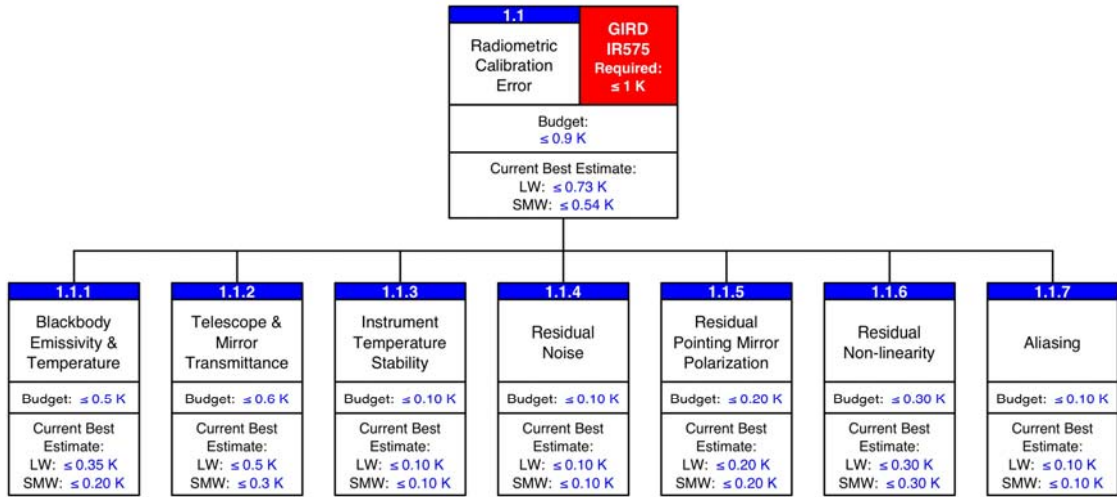 1.1
Radiometric
Calibration
Error
GIRD
IR575
Required:
≤ 1 K
Budget:
≤ 0.9 K
Current Best Estimate:
LW: ≤ 0.73 K
SMW: ≤ 0.54 K
1.1.1
Blackbody
Emissivity &
Temperature
Budget: ≤ 0.5 K
Current Best
Estimate:
LW: ≤ 0.35 K
SMW: ≤ 0.20 K
1.1.2
Telescope &
Mirror
Transmittance
Budget: ≤ 0.6 K
Current Best
Estimate:
LW: ≤ 0.5 K
SMW: ≤ 0.3 K
1.1.3
Instrument
Temperature
Stability
Budget: ≤ 0.10 K
Current Best
Estimate:
LW: ≤ 0.10 K
SMW: ≤ 0.10 K
1.1.4
Residual
Noise
Budget: ≤ 0.10 K
Current Best
Estimate:
LW: ≤ 0.10 K
SMW: ≤ 0.10 K
1.1.5
Residual
Pointing Mirror
Polarization
Budget: ≤ 0.20 K
Current Best
Estimate:
LW: ≤ 0.20 K
SMW: ≤ 0.20 K
1.1.6
Residual
Non-linearity
Budget: ≤ 0.30 K
Current Best
Estimate:
LW: ≤ 0.30 K
SMW: ≤ 0.30 K
1.1.7
Aliasing
Budget: ≤ 0.10 K
Current Best
Estimate:
LW: ≤ 0.10 K
SMW: ≤ 0.10 K